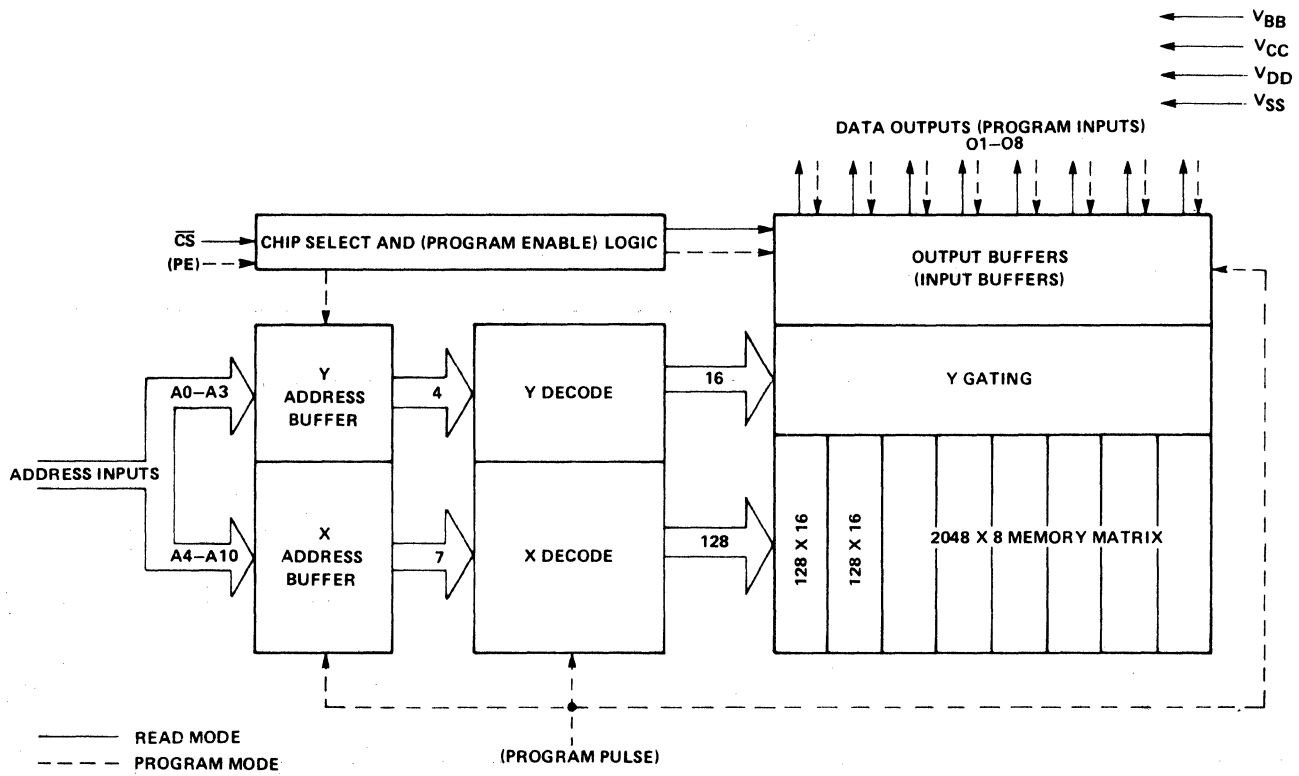 VBB
VCC
VDD
VSS
DATA OUTPUTS (PROGRAM INPUTS)
O1–O8
CS
(PE)
CHIP SELECT AND (PROGRAM ENABLE) LOGIC
OUTPUT BUFFERS
(INPUT BUFFERS)
Y
ADDRESS
BUFFER
A0–A3
4
Y DECODE
16
Y GATING
ADDRESS INPUTS
A4–A10
X
ADDRESS
BUFFER
7
X DECODE
128
128 X 16
128 X 16
2048 X 8 MEMORY MATRIX
READ MODE
PROGRAM MODE
(PROGRAM PULSE)